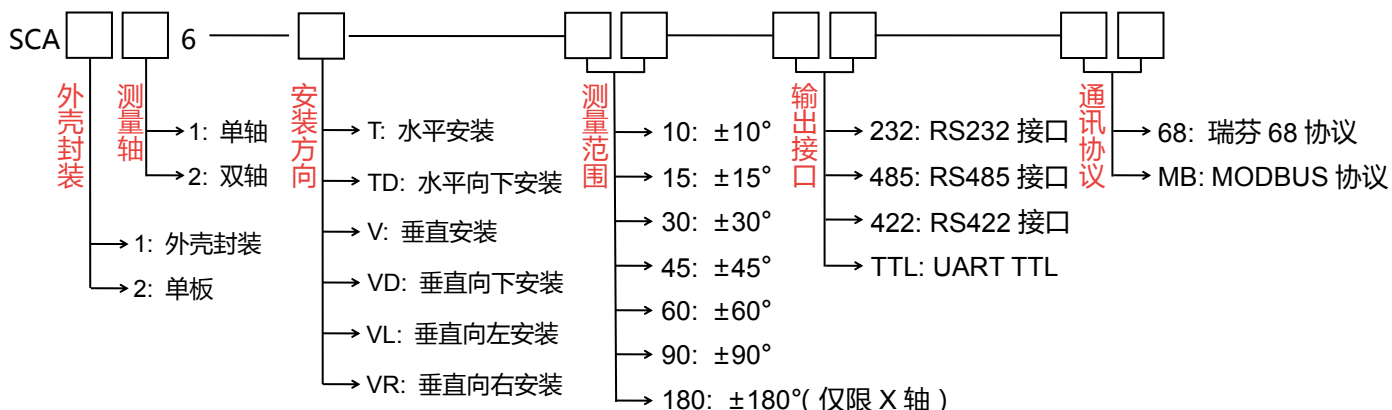 SCA 6
外壳封装
1: 外壳封装
2: 单板
测量轴
1: 单轴
2: 双轴
安装方向
T: 水平安装
TD: 水平向下安装
V: 垂直安装
VD: 垂直向下安装
VL: 垂直向左安装
VR: 垂直向右安装
测量范围
10: ±10°
15: ±15°
30: ±30°
45: ±45°
60: ±60°
90: ±90°
180: ±180°( 仅限 X 轴 )
输出接口
232: RS232 接口
485: RS485 接口
422: RS422 接口
TTL: UART TTL
通讯协议
68: 瑞芬 68 协议
MB: MODBUS 协议